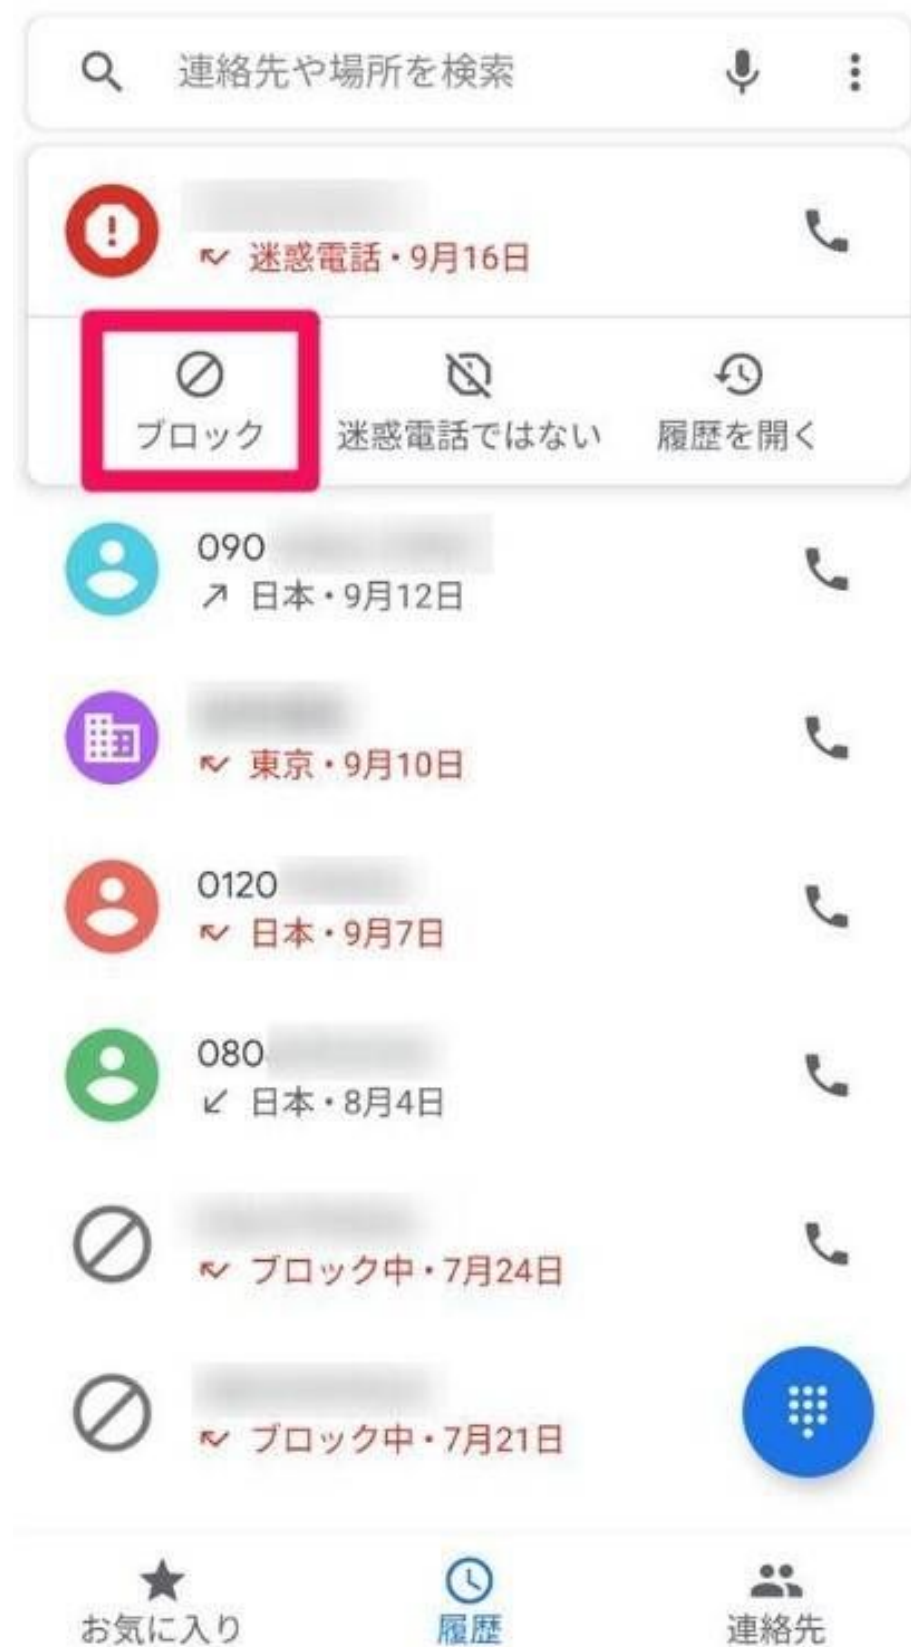 連絡先や場所を検索
迷惑電話・9月16日
ブロック
迷惑電話ではない
履歴を開く
090
日本・9月12日
東京・9月10日
0120
日本・9月7日
080
日本・8月4日
ブロック中・7月24日
ブロック中・7月21日
お気に入り
履歴
連絡先